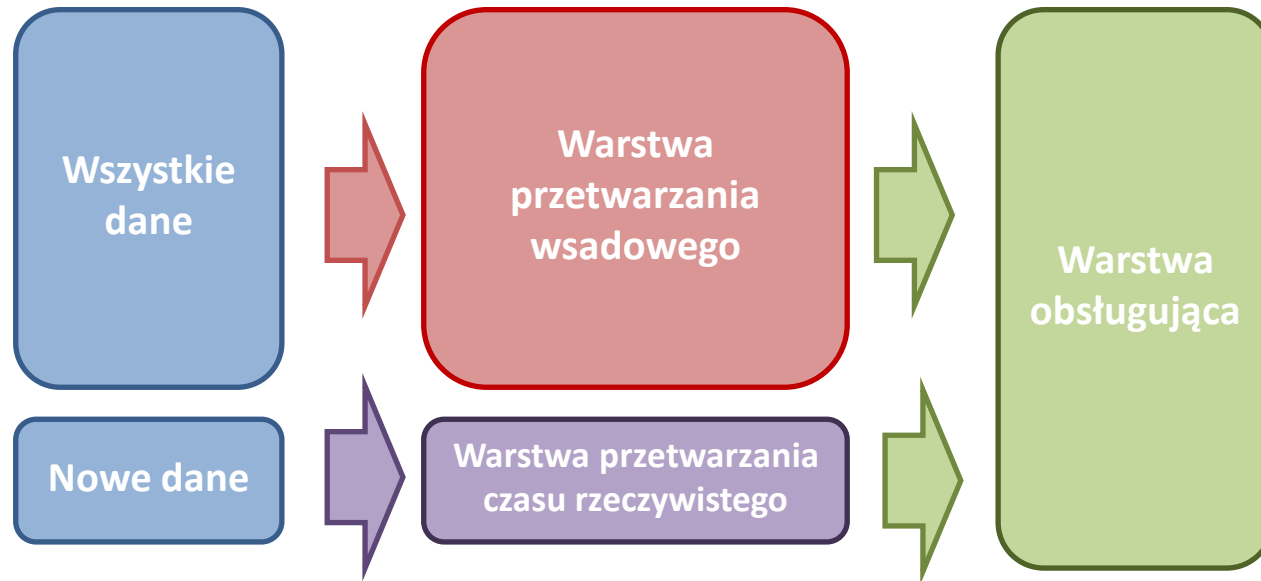 Wszystkie
dane
Warstwa
przetwarzania
wsadowego
Warstwa
obsługująca
Nowe dane
Warstwa przetwarzania
czasu rzeczywistego